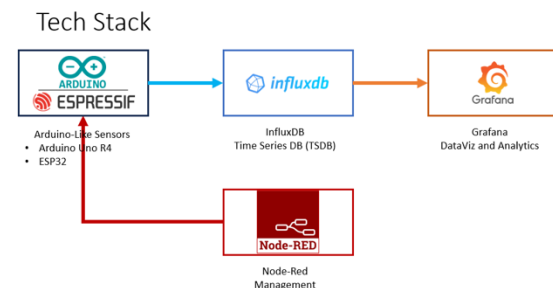 Tech Stack
ARDUINO
ESPRESSIF
influxdb
Grafana
Arduino-Like Sensors
• Arduino Uno R4
• ESP32
InfluxDB
Time Series DB (TSDB)
Grafana
DataViz and Analytics
Node-RED
Node-Red
Management